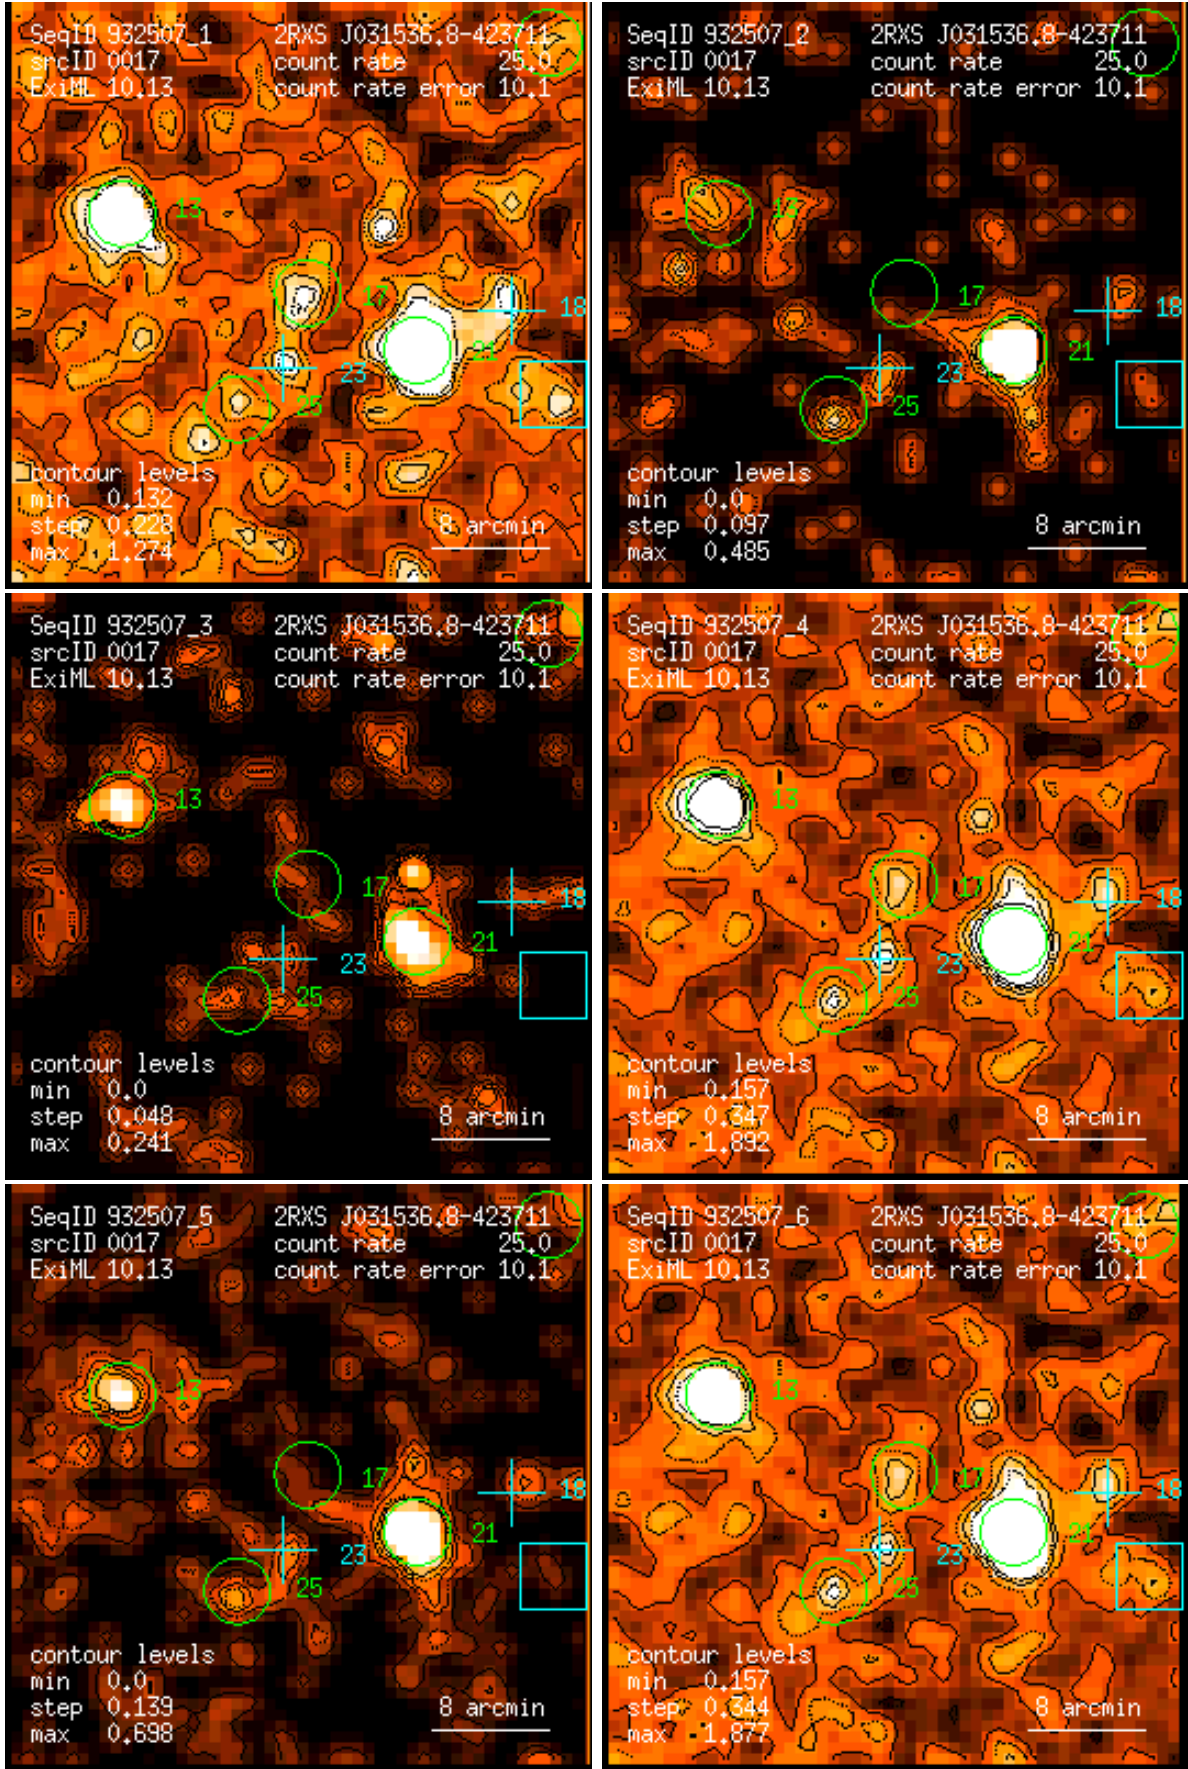 SeqID 932507_1 2RXS J031536.8-423711
srcID 0017 count rate 25.0
ExiML 10.13 count rate error 10.1
13
17
18
21
23
25
contour levels
min 0.132
step 0.228
max 1.274
8 arcmin
SeqID 932507_2 2RXS J031536.8-423711
srcID 0017 count rate 25.0
ExiML 10.13 count rate error 10.1
13
17
18
21
23
25
contour levels
min 0.0
step 0.097
max 0.485
8 arcmin
SeqID 932507_3 2RXS J031536.8-423711
srcID 0017 count rate 25.0
ExiML 10.13 count rate error 10.1
13
17
18
21
23
25
contour levels
min 0.0
step 0.048
max 0.241
8 arcmin
SeqID 932507_4 2RXS J031536.8-423711
srcID 0017 count rate 25.0
ExiML 10.13 count rate error 10.1
13
17
18
21
23
25
contour levels
min 0.157
step 0.347
max 1.892
8 arcmin
SeqID 932507_5 2RXS J031536.8-423711
srcID 0017 count rate 25.0
ExiML 10.13 count rate error 10.1
13
17
18
21
23
25
contour levels
min 0.0
step 0.139
max 0.698
8 arcmin
SeqID 932507_6 2RXS J031536.8-423711
srcID 0017 count rate 25.0
ExiML 10.13 count rate error 10.1
13
17
18
21
23
25
contour levels
min 0.157
step 0.344
max 1.877
8 arcmin